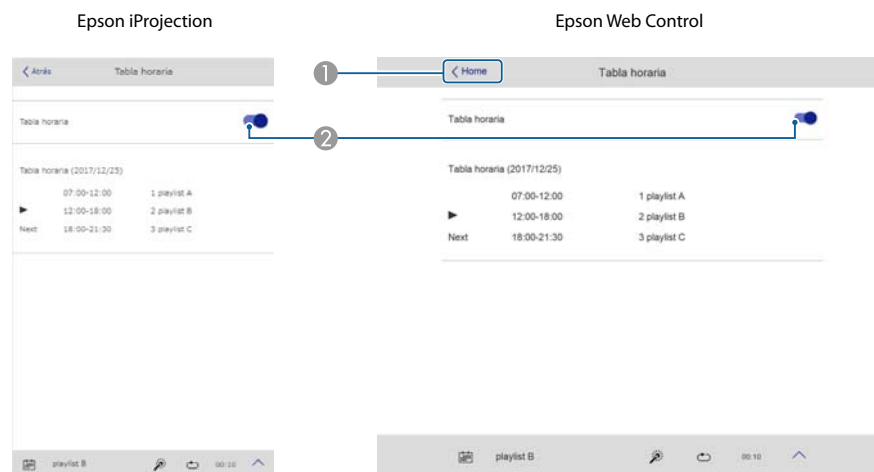 Epson iProjection
Atrás Tabla horaria
Tabla horaria
Tabla horaria (2017/12/25)
07:00-12:00 1 playlist A
12:00-18:00 2 playlist B
Next 18:00-21:30 3 playlist C
playlist B 00:10
Epson Web Control
1
Home Tabla horaria
2
Tabla horaria
Tabla horaria (2017/12/25)
07:00-12:00 1 playlist A
12:00-18:00 2 playlist B
Next 18:00-21:30 3 playlist C
playlist B 00:10